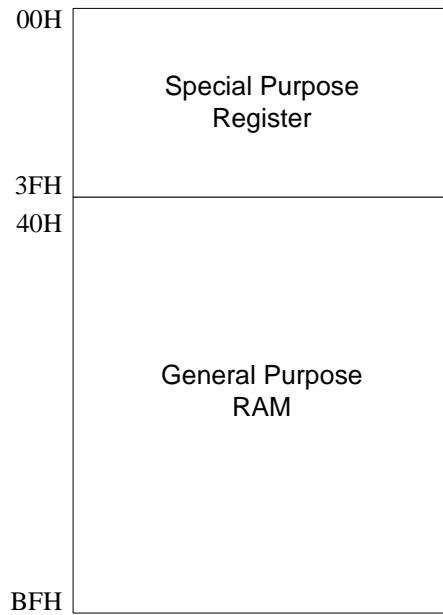 00H
Special Purpose
Register
3FH
40H
General Purpose
RAM
BFH